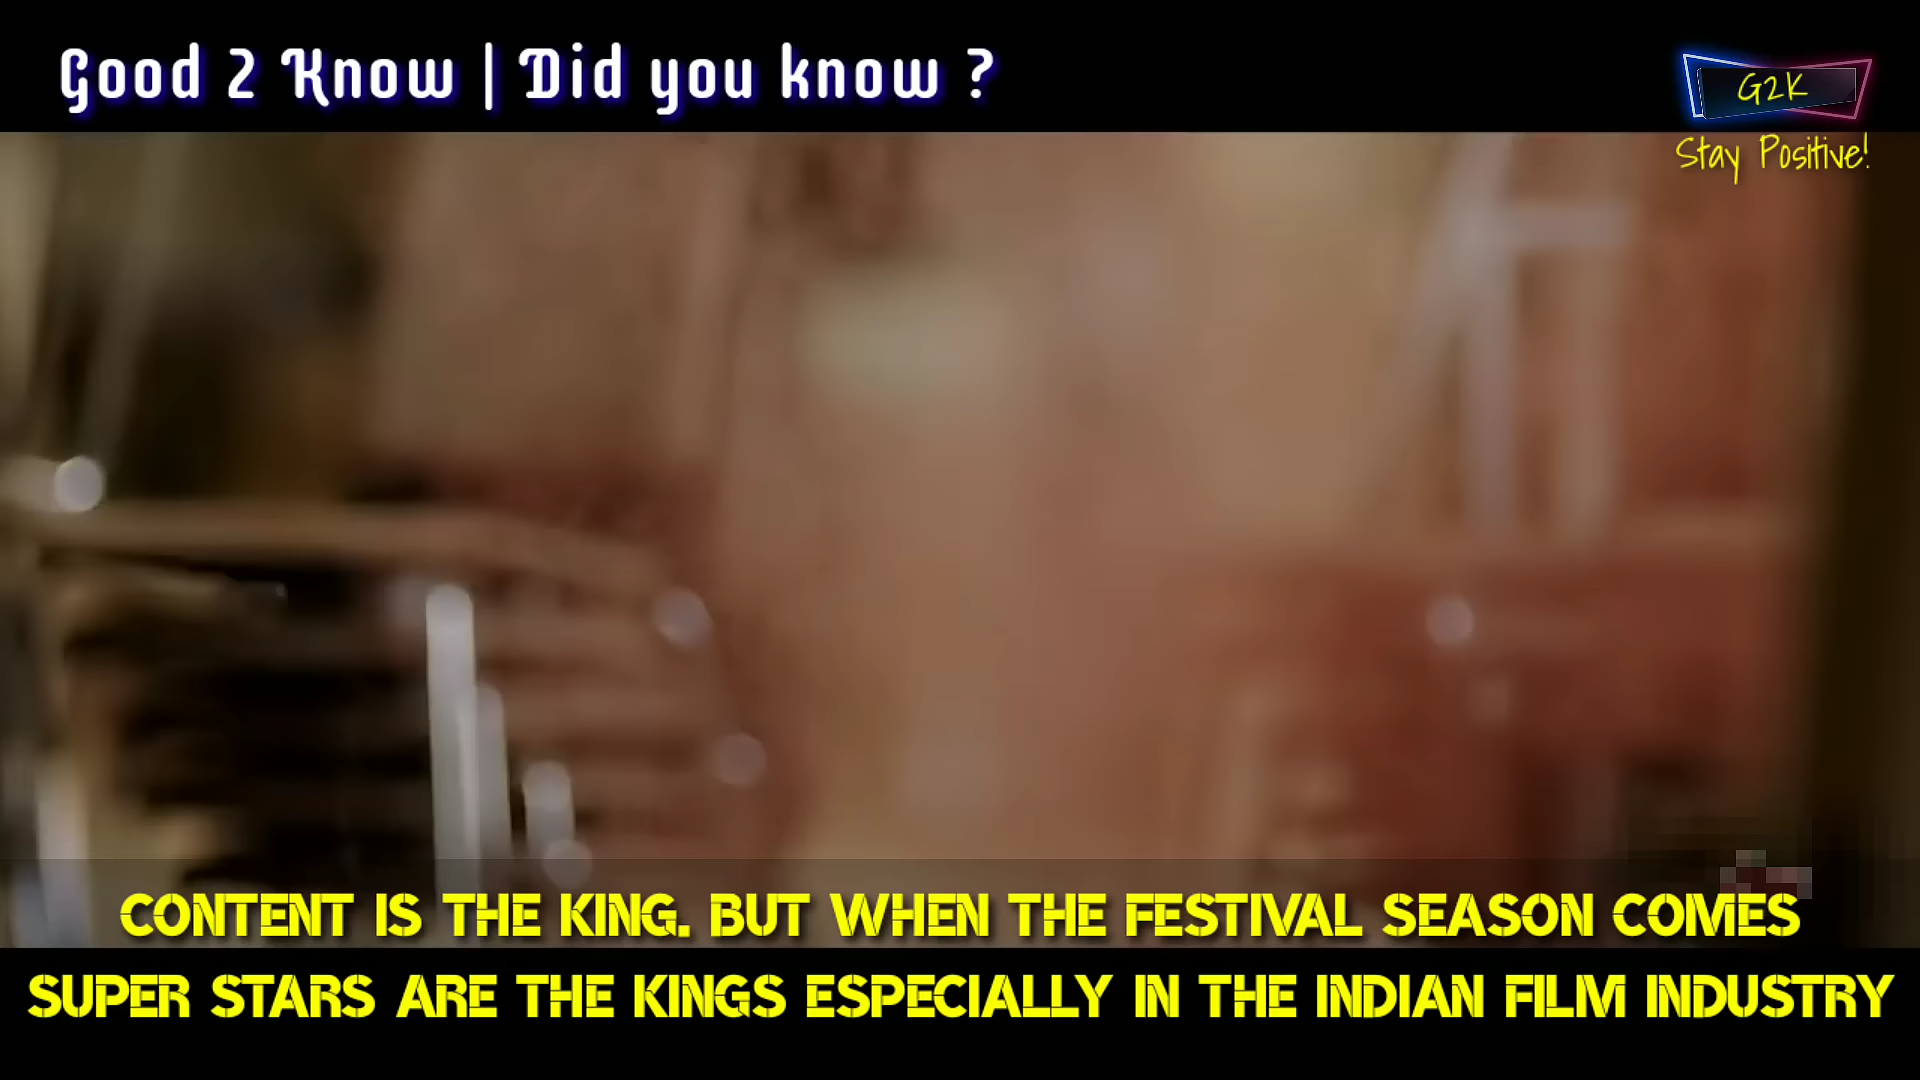 Good 2 Know | Did you know ?
G2K
Stay Positive!
CONTENT IS THE KING. BUT WHEN THE FESTIVAL SEASON COMES
SUPER STARS ARE THE KINGS ESPECIALLY IN THE INDIAN FILM INDUSTRY